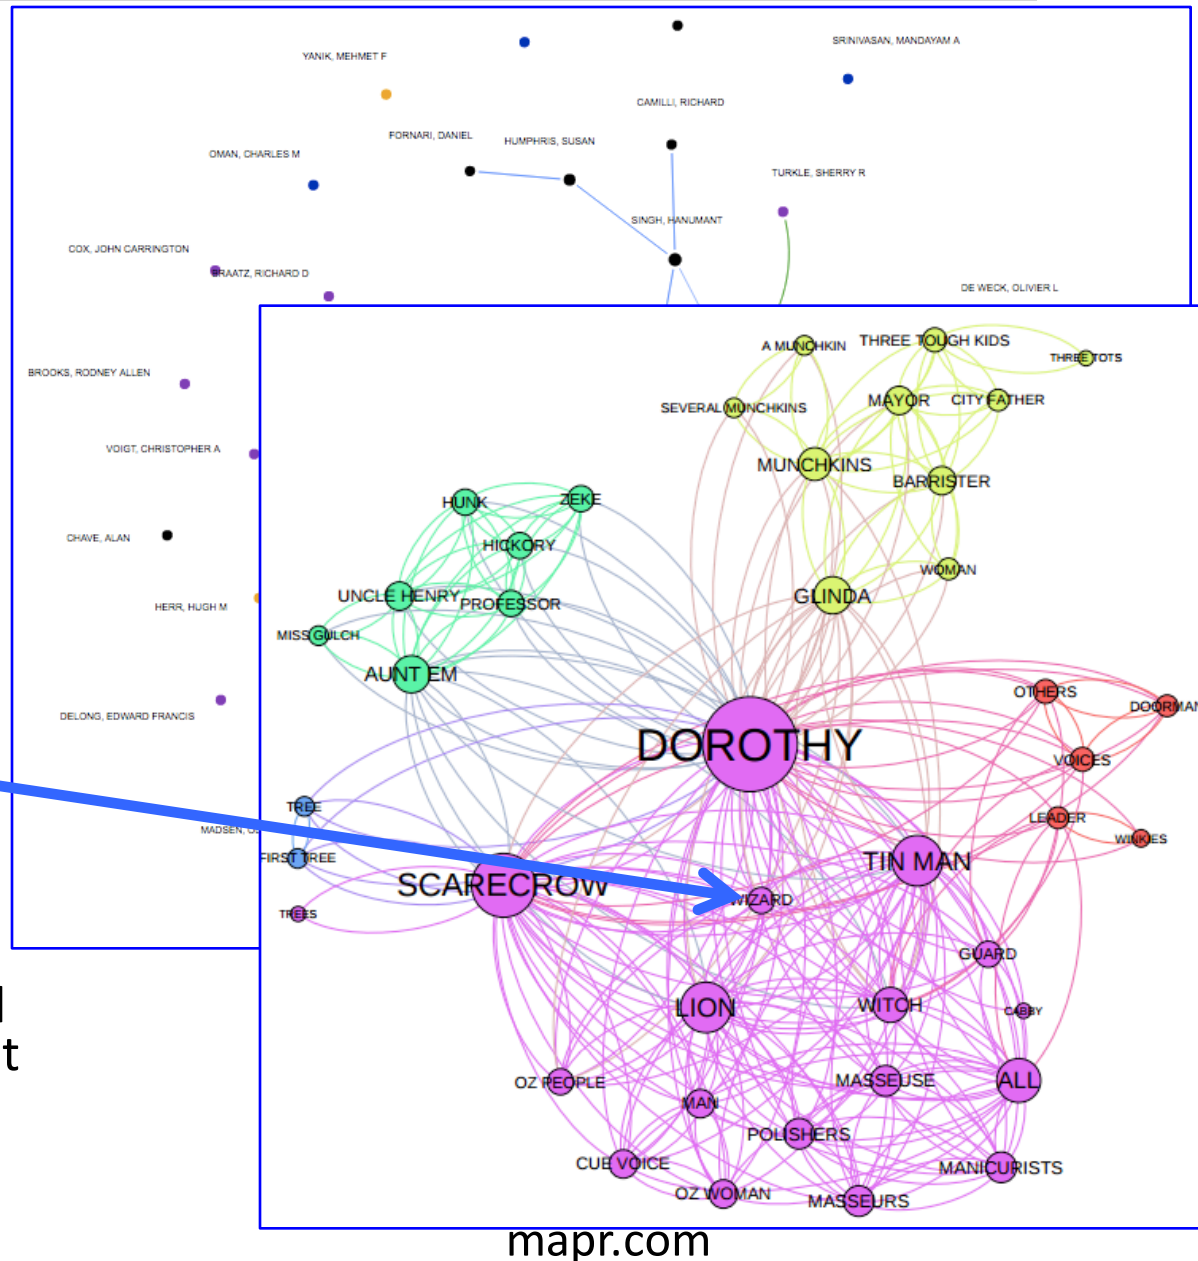 SRINIVASAN, MANDAYAM A
YANIK, MEHMET F
CAMILLI, RICHARD
FORNARI, DANIEL
HUMPHRIS, SUSAN
OMAN, CHARLES M
TURKLE, SHERRY R
SINGH, HANUMANT
COX, JOHN CARRINGTON
BRAATZ, RICHARD D
DE WECK, OLIVIER L
BROOKS, RODNEY ALLEN
VOIGT, CHRISTOPHER A
CHAVE, ALAN
HERR, HUGH M
DELONG, EDWARD FRANCIS
MADSEN,
A MUNCHKIN
THREE TOUGH KIDS
THREE TOTS
SEVERAL MUNCHKINS
MAYOR
CITY FATHER
MUNCHKINS
BARRISTER
HUNK
ZEKE
HICKORY
WOMAN
UNCLE HENRY
PROFESSOR
GLINDA
MISS GULCH
AUNT EM
OTHERS
DOORMAN
DOROTHY
VOICES
TREE
LEADER
WINKIES
FIRST TREE
TIN MAN
SCARECROW
WIZARD
TREES
GUARD
LION
WITCH
CABBY
OZ PEOPLE
MASSEUSE
ALL
MAN
POLISHERS
CUE VOICE
MANICURISTS
OZ WOMAN
MASSEURS
t
mapr.com